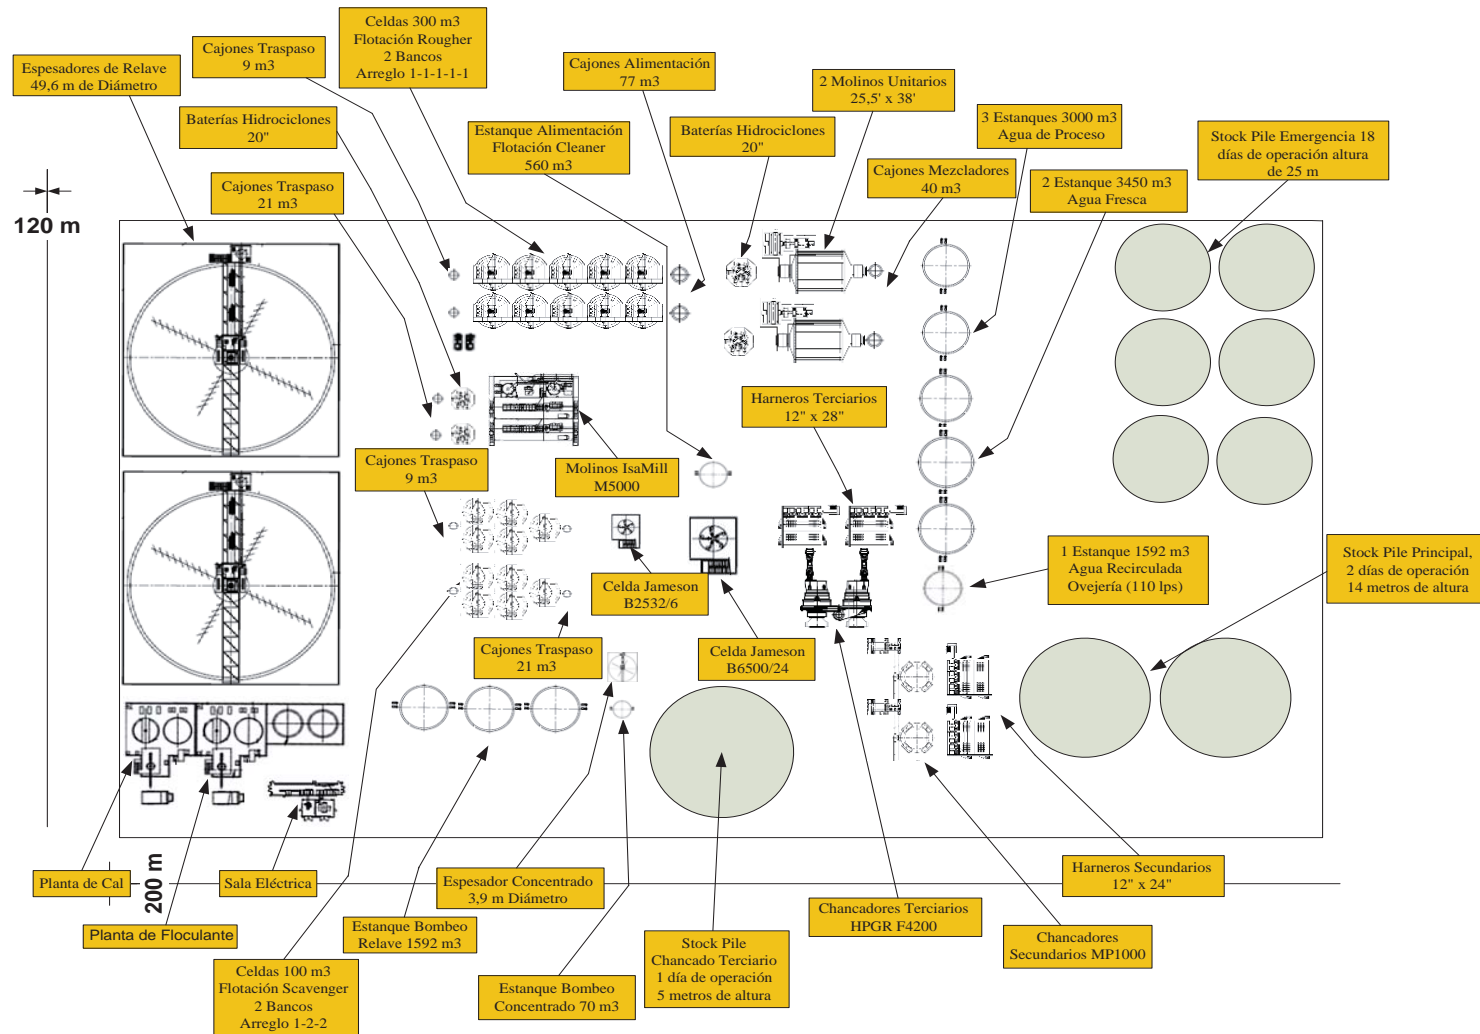 Celdas 300 m3
Flotación Rougher
2 Bancos
Arreglo 1-1-1-1-1
Cajones Traspaso
9 m3
Espesadores de Relave
49,6 m de Diámetro
Cajones Alimentación
77 m3
2 Molinos Unitarios
25,5' x 38'
Baterías Hidrociclones
20"
Estanque Alimentación
Flotación Cleaner
560 m3
Baterías Hidrociclones
20"
3 Estanques 3000 m3
Agua de Proceso
Stock Pile Emergencia 18
días de operación altura
de 25 m
Cajones Traspaso
21 m3
Cajones Mezcladores
40 m3
2 Estanque 3450 m3
Agua Fresca
120 m
Harneros Terciarios
12" x 28"
Cajones Traspaso
9 m3
Molinos IsaMill
M5000
1 Estanque 1592 m3
Agua Recirculada
Ovejería (110 lps)
Stock Pile Principal,
2 días de operación
14 metros de altura
Celda Jameson
B2532/6
Cajones Traspaso
21 m3
Celda Jameson
B6500/24
Planta de Cal
200 m
Sala Eléctrica
Espesador Concentrado
3,9 m Diámetro
Harneros Secundarios
12" x 24"
Planta de Floculante
Estanque Bombeo
Relave 1592 m3
Chancadores Terciarios
HPGR F4200
Stock Pile
Chancado Terciario
1 día de operación
5 metros de altura
Chancadores
Secundarios MP1000
Celdas 100 m3
Flotación Scavenger
2 Bancos
Arreglo 1-2-2
Estanque Bombeo
Concentrado 70 m3